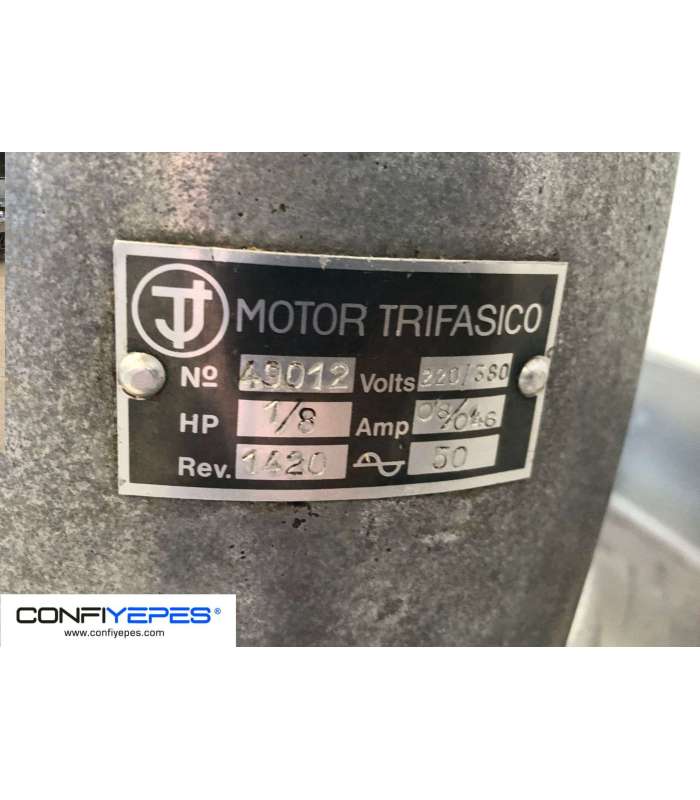 JT MOTOR TRIFASICO
Nº 49012 Volts 220/380
HP 1/8 Amp 0'8/0'46
Rev. 1420 50
CONFIYEPES®
www.confiyepes.com